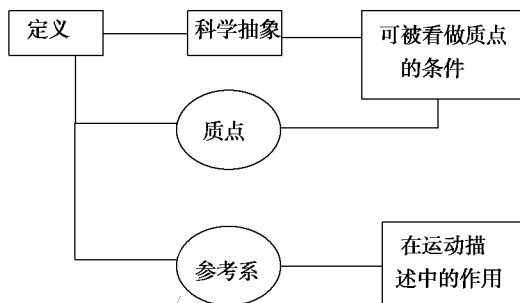 定义
科学抽象
可被看做质点
的条件
质点
参考系
在运动描
述中的作用